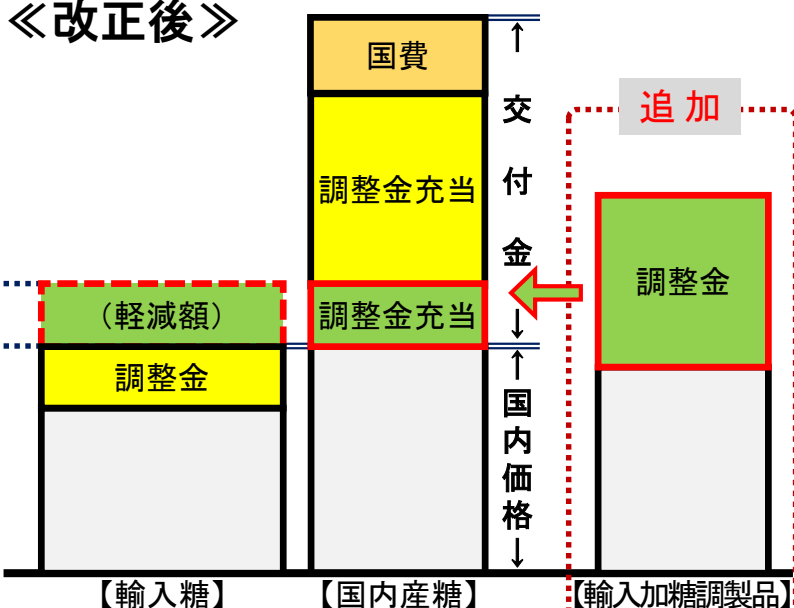 ≪改正後≫
国費
追加
交付金
調整金充当
調整金
(軽減額)
調整金充当
調整金
国内価格
【輸入糖】
【国内産糖】
【輸入加糖調製品】